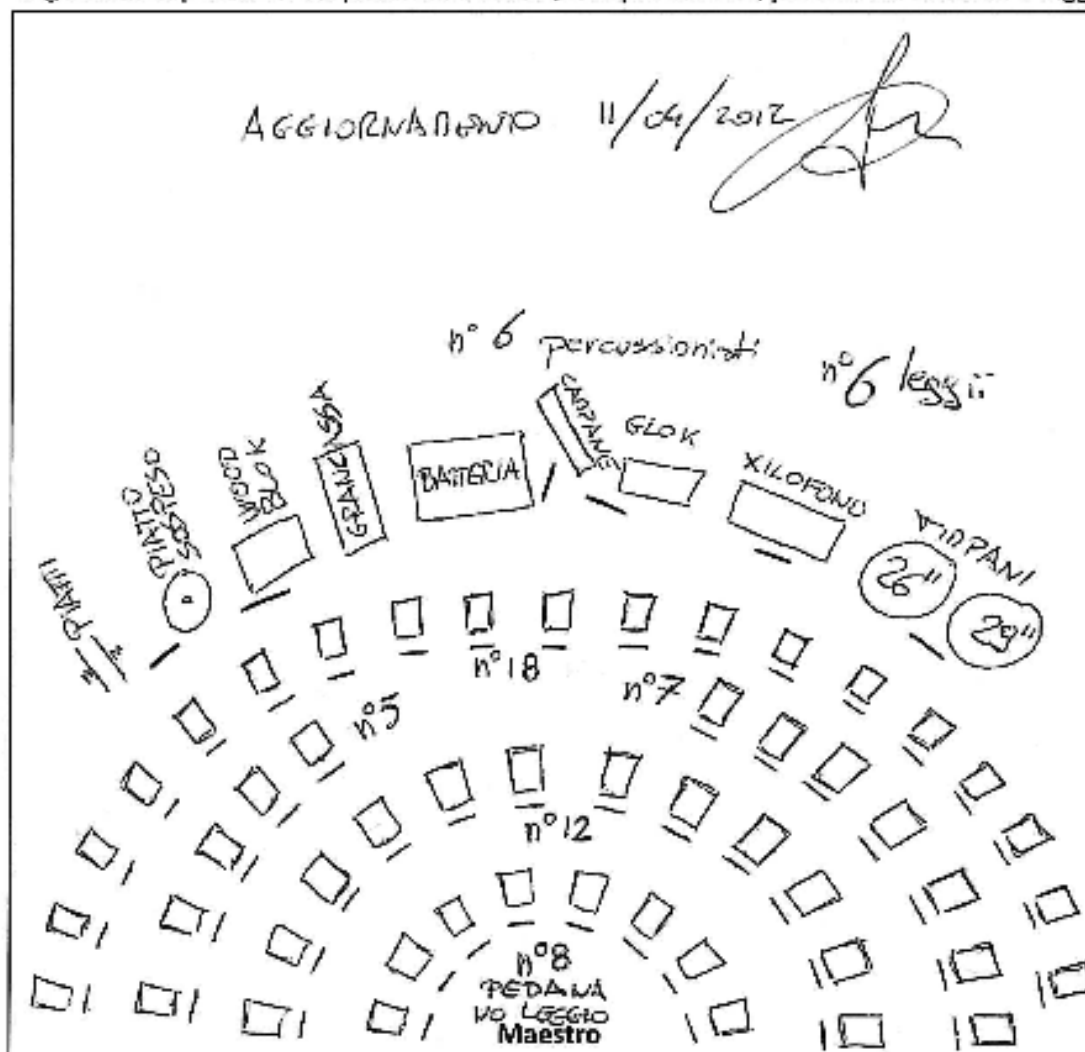 AGGIORNAMENTO 11/04/2012
n° 6 percussionisti
n° 6 leggii
PIATTI
PIATTO SOSPESO
WOOD BLOK
GRANCASSA
BATTERIA
CAMPANE
GLOK
XILOFONO
TIMPANI
26"
29"
n° 5
n° 18
n° 7
n° 12
n° 8
PEDANA
NO LEGGIO
Maestro